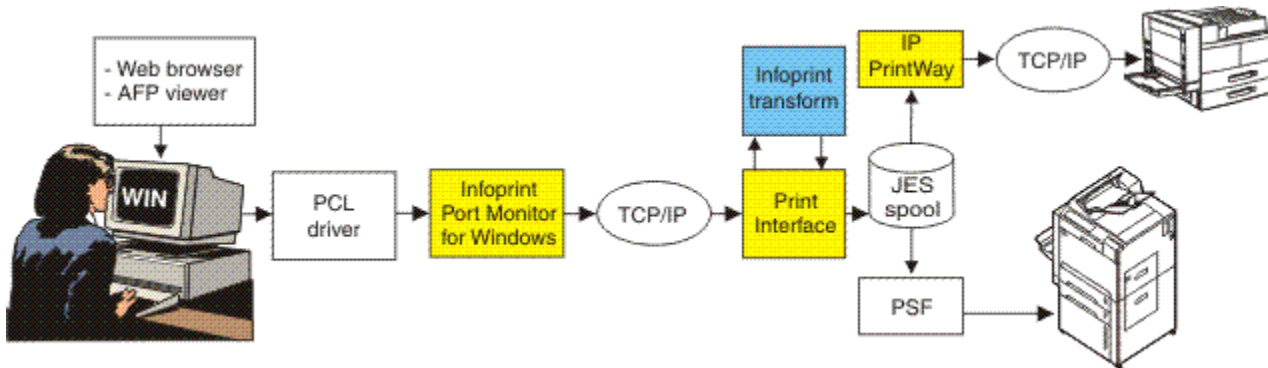 - Web browser
- AFP viewer
WIN
PCL
driver
Infoprint
Port Monitor
for Windows
TCP/IP
Infoprint
transform
Print
Interface
JES
spool
IP
PrintWay
TCP/IP
PSF